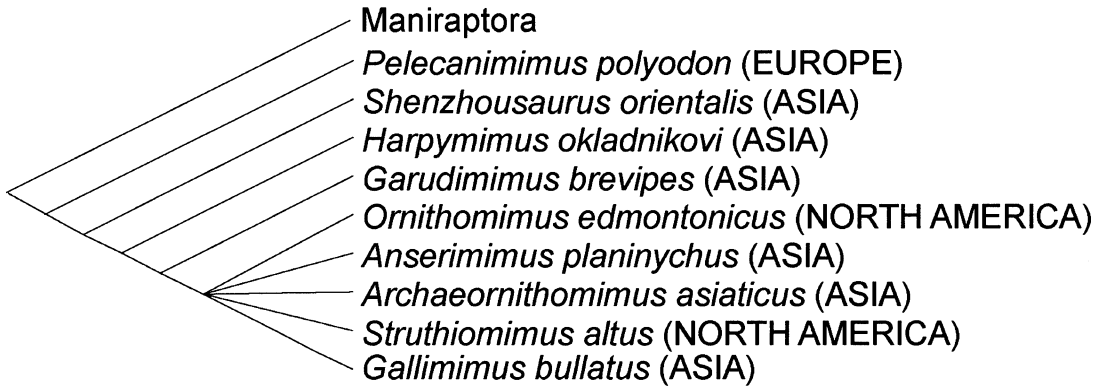 Maniraptora
Pelecanimimus polyodon (EUROPE)
Shenzhousaurus orientalis (ASIA)
Harpymimus okladnikovi (ASIA)
Garudimimus brevipes (ASIA)
Ornithomimus edmontonicus (NORTH AMERICA)
Anserimimus planinychus (ASIA)
Archaeornithomimus asiaticus (ASIA)
Struthiomimus altus (NORTH AMERICA)
Gallimimus bullatus (ASIA)